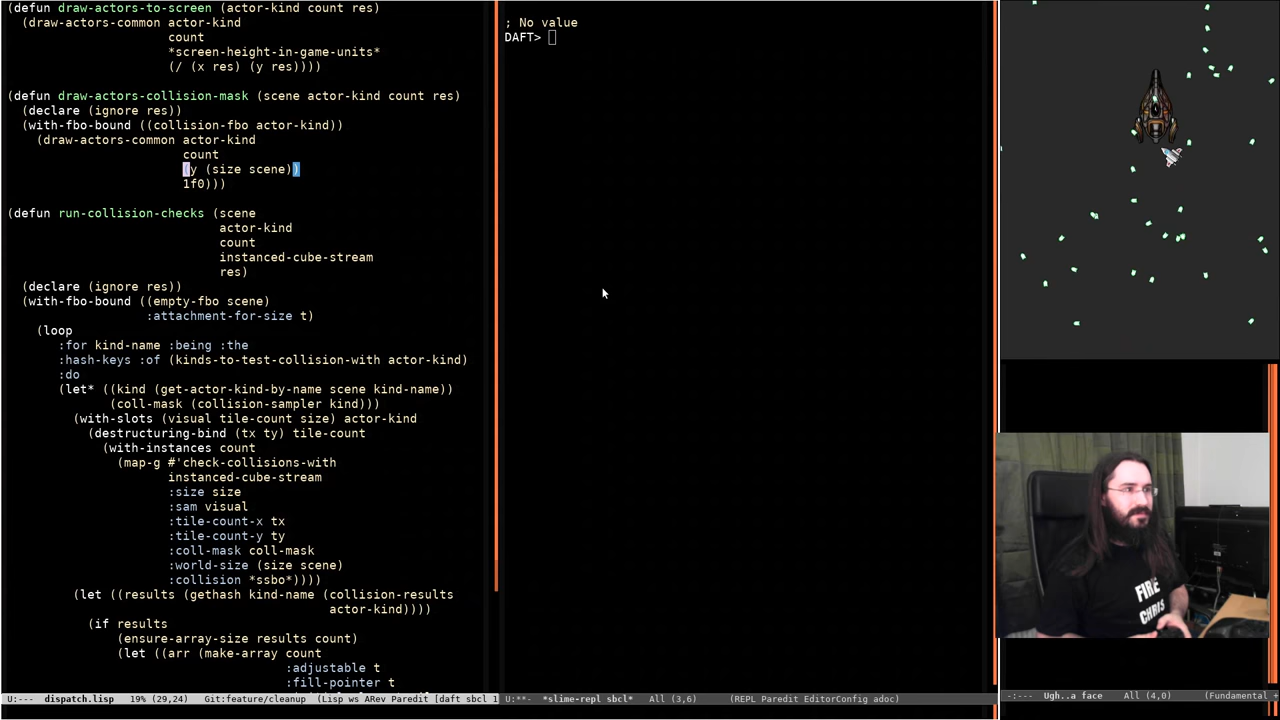 (defun draw-actors-to-screen (actor-kind count res)
(draw-actors-common actor-kind
count
*screen-height-in-game-units*
(/ (x res) (y res))))
(defun draw-actors-collision-mask (scene actor-kind count res)
(declare (ignore res))
(with-fbo-bound ((collision-fbo actor-kind))
(draw-actors-common actor-kind
count
(y (size scene))
1f0)))
(defun run-collision-checks (scene
actor-kind
count
instanced-cube-stream
res)
(declare (ignore res))
(with-fbo-bound ((empty-fbo scene)
:attachment-for-size t)
(loop
:for kind-name :being :the
:hash-keys :of (kinds-to-test-collision-with actor-kind)
:do
(let* ((kind (get-actor-kind-by-name scene kind-name))
(coll-mask (collision-sampler kind)))
(with-slots (visual tile-count size) actor-kind
(destructuring-bind (tx ty) tile-count
(with-instances count
(map-g #'check-collisions-with
instanced-cube-stream
:size size
:sam visual
:tile-count-x tx
:tile-count-y ty
:coll-mask coll-mask
:world-size (size scene)
:collision *ssbo*))))
(let ((results (gethash kind-name (collision-results
actor-kind))))
(if results
(ensure-array-size results count)
(let ((arr (make-array count
:adjustable t
:fill-pointer t
U:--- dispatch.lisp 19% (29,24) Git:feature/cleanup (Lisp ws ARev Paredit [daft sbcl 1
; No value
DAFT>
U:**- *slime-repl sbcl* All (3,6) (REPL Paredit EditorConfig adoc)
FIRE
CHRIS
-:--- Ugh..a face All (4,0) (Fundamental +